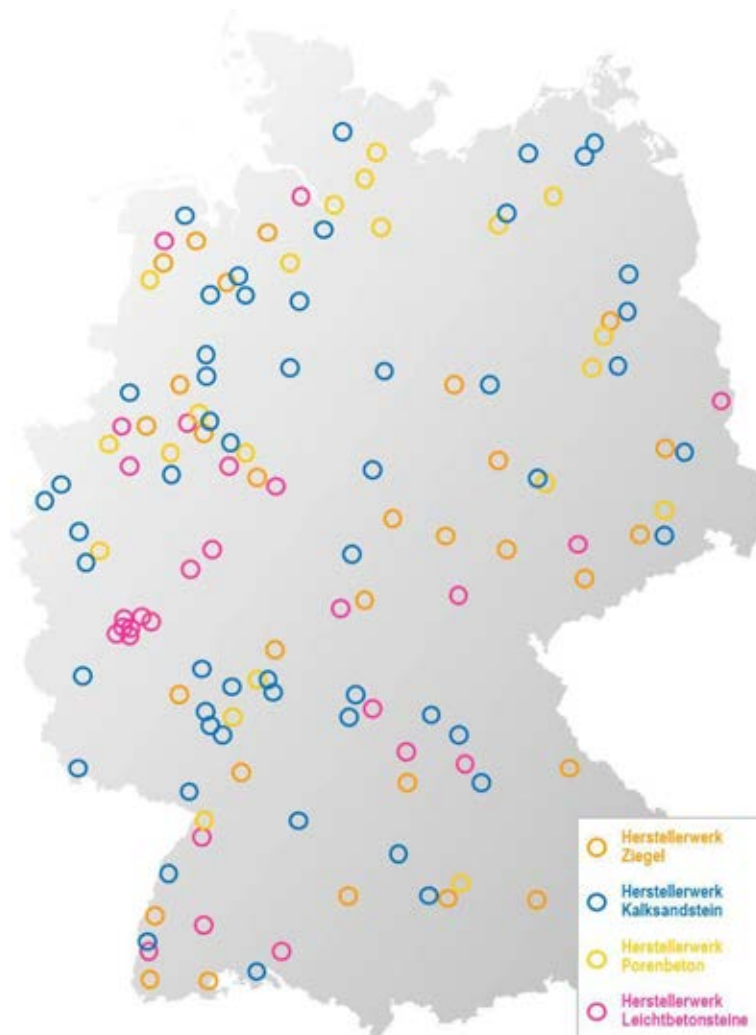 Herstellerwerk
Ziegel
Herstellerwerk
Kalksandstein
Herstellerwerk
Porenbeton
Herstellerwerk
Leichtbetonsteine